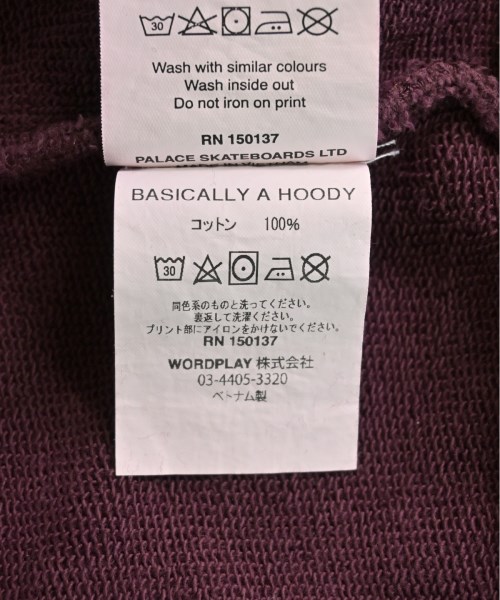 30
Wash with similar colours
Wash inside out
Do not iron on print
RN 150137
PALACE SKATEBOARDS LTD
MADE IN VIETNAM
BASICALLY A HOODY
コットン 100%
30
同色系のものと洗ってください。
裏返して洗濯ください。
プリント部にアイロンをかけないでください。
RN 150137
WORDPLAY 株式会社
03-4405-3320
ベトナム製